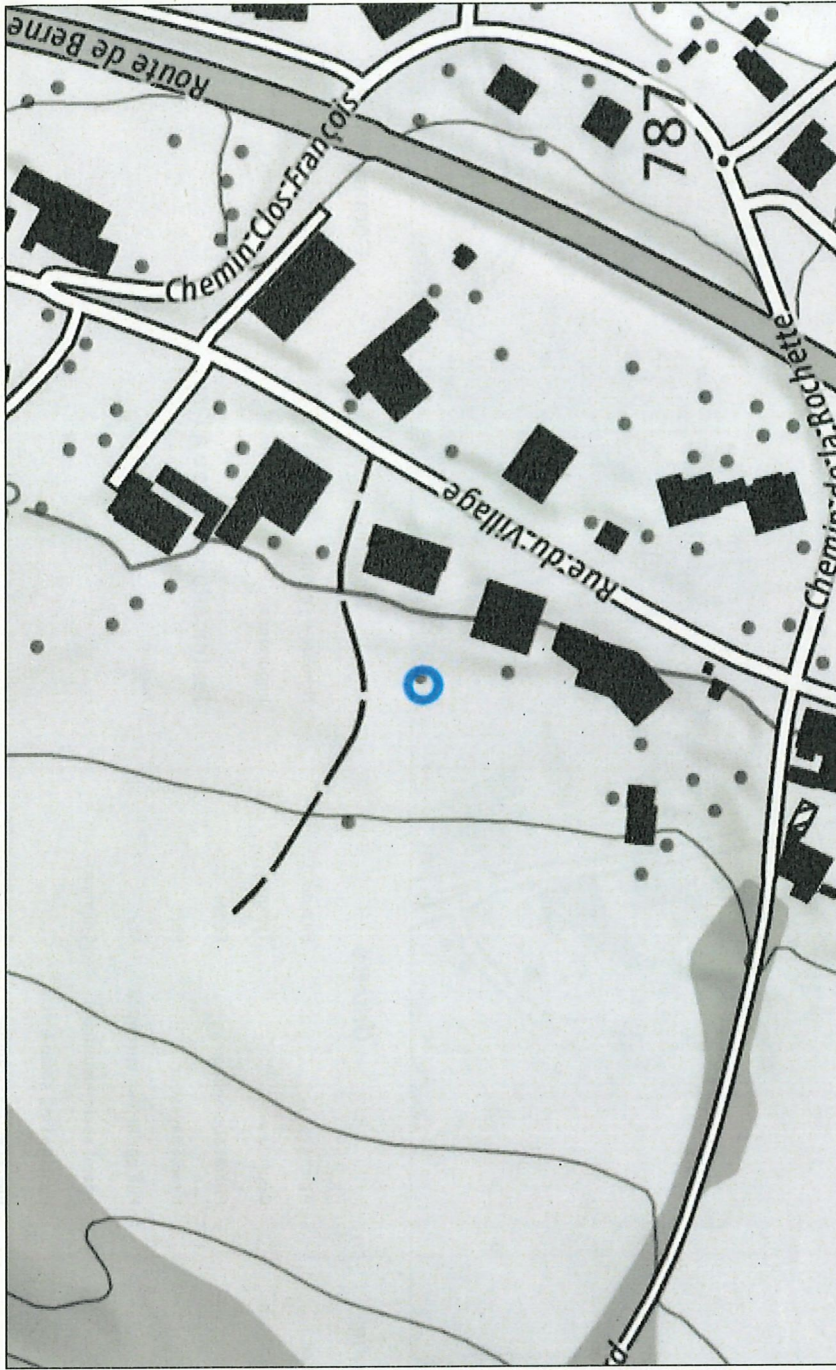 Route de Berne
Chemin Clos François
787
Chemin de la Rochette
Rue du Village